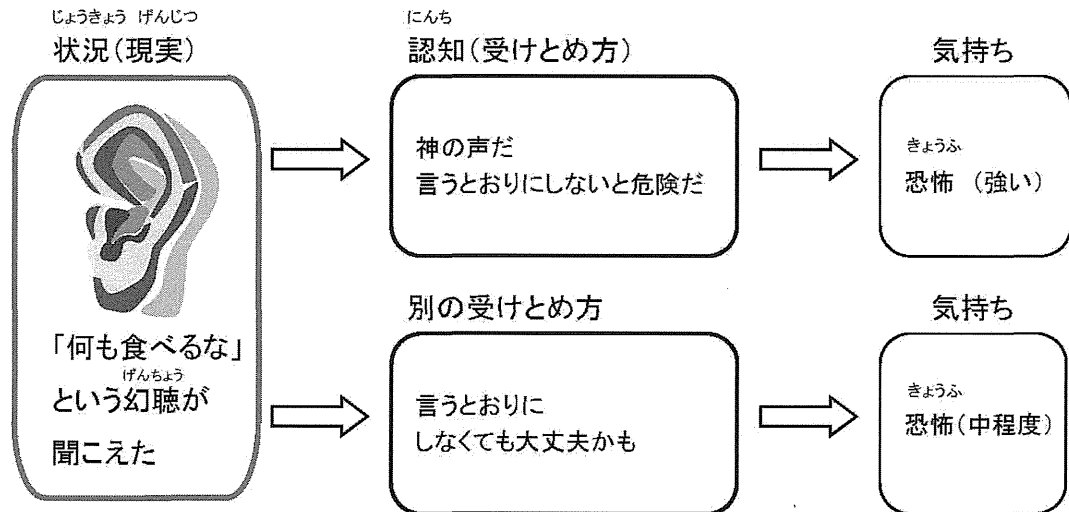 じょうきょう げんじつ
状況(現実)
「何も食べるな」
げんちょう
という幻聴が
聞こえた
にんち
認知(受けとめ方)
神の声だ
言うとおりにしないと危険だ
気持ち
きょうふ
恐怖 (強い)
別の受けとめ方
言うとおりに
しなくても大丈夫かも
気持ち
きょうふ
恐怖(中程度)